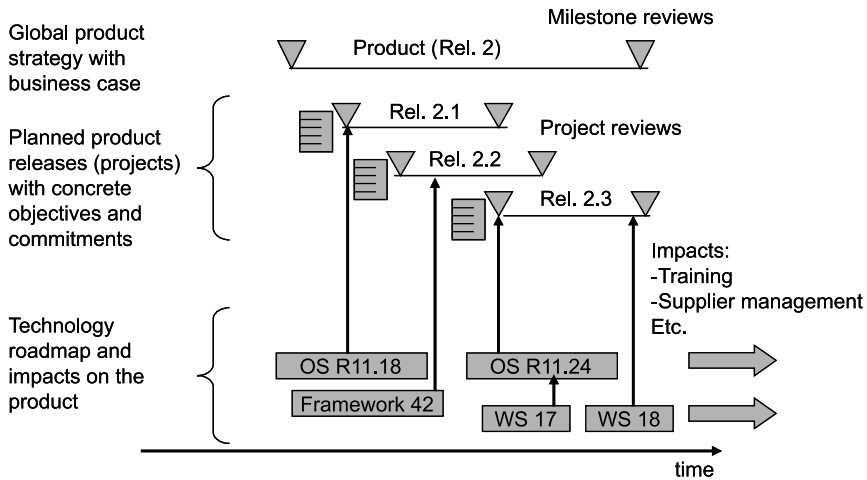 Global product
strategy with
business case
Milestone reviews
Product (Rel. 2)
Planned product
releases (projects)
with concrete
objectives and
commitments
Rel. 2.1
Project reviews
Rel. 2.2
Rel. 2.3
Impacts:
-Training
-Supplier management
Etc.
Technology
roadmap and
impacts on the
product
OS R11.18
OS R11.24
Framework 42
WS 17
WS 18
time